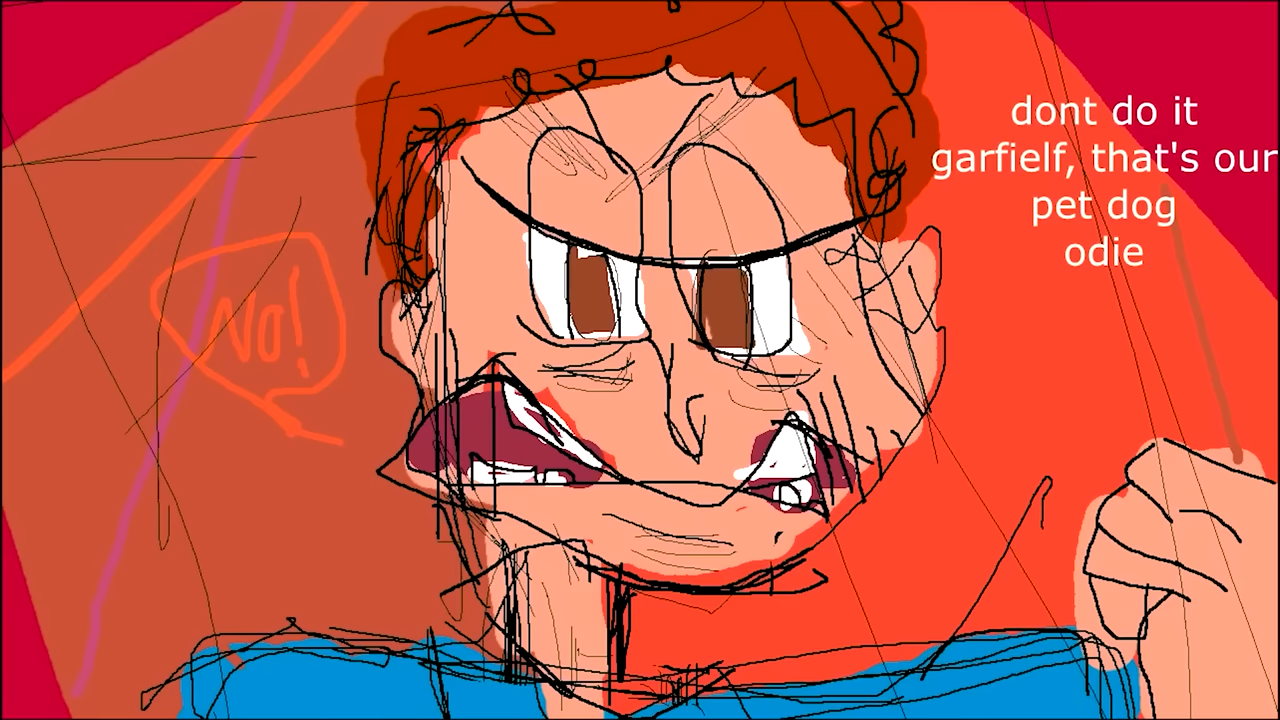 dont do it
garfielf, that's our
pet dog
odie
No!